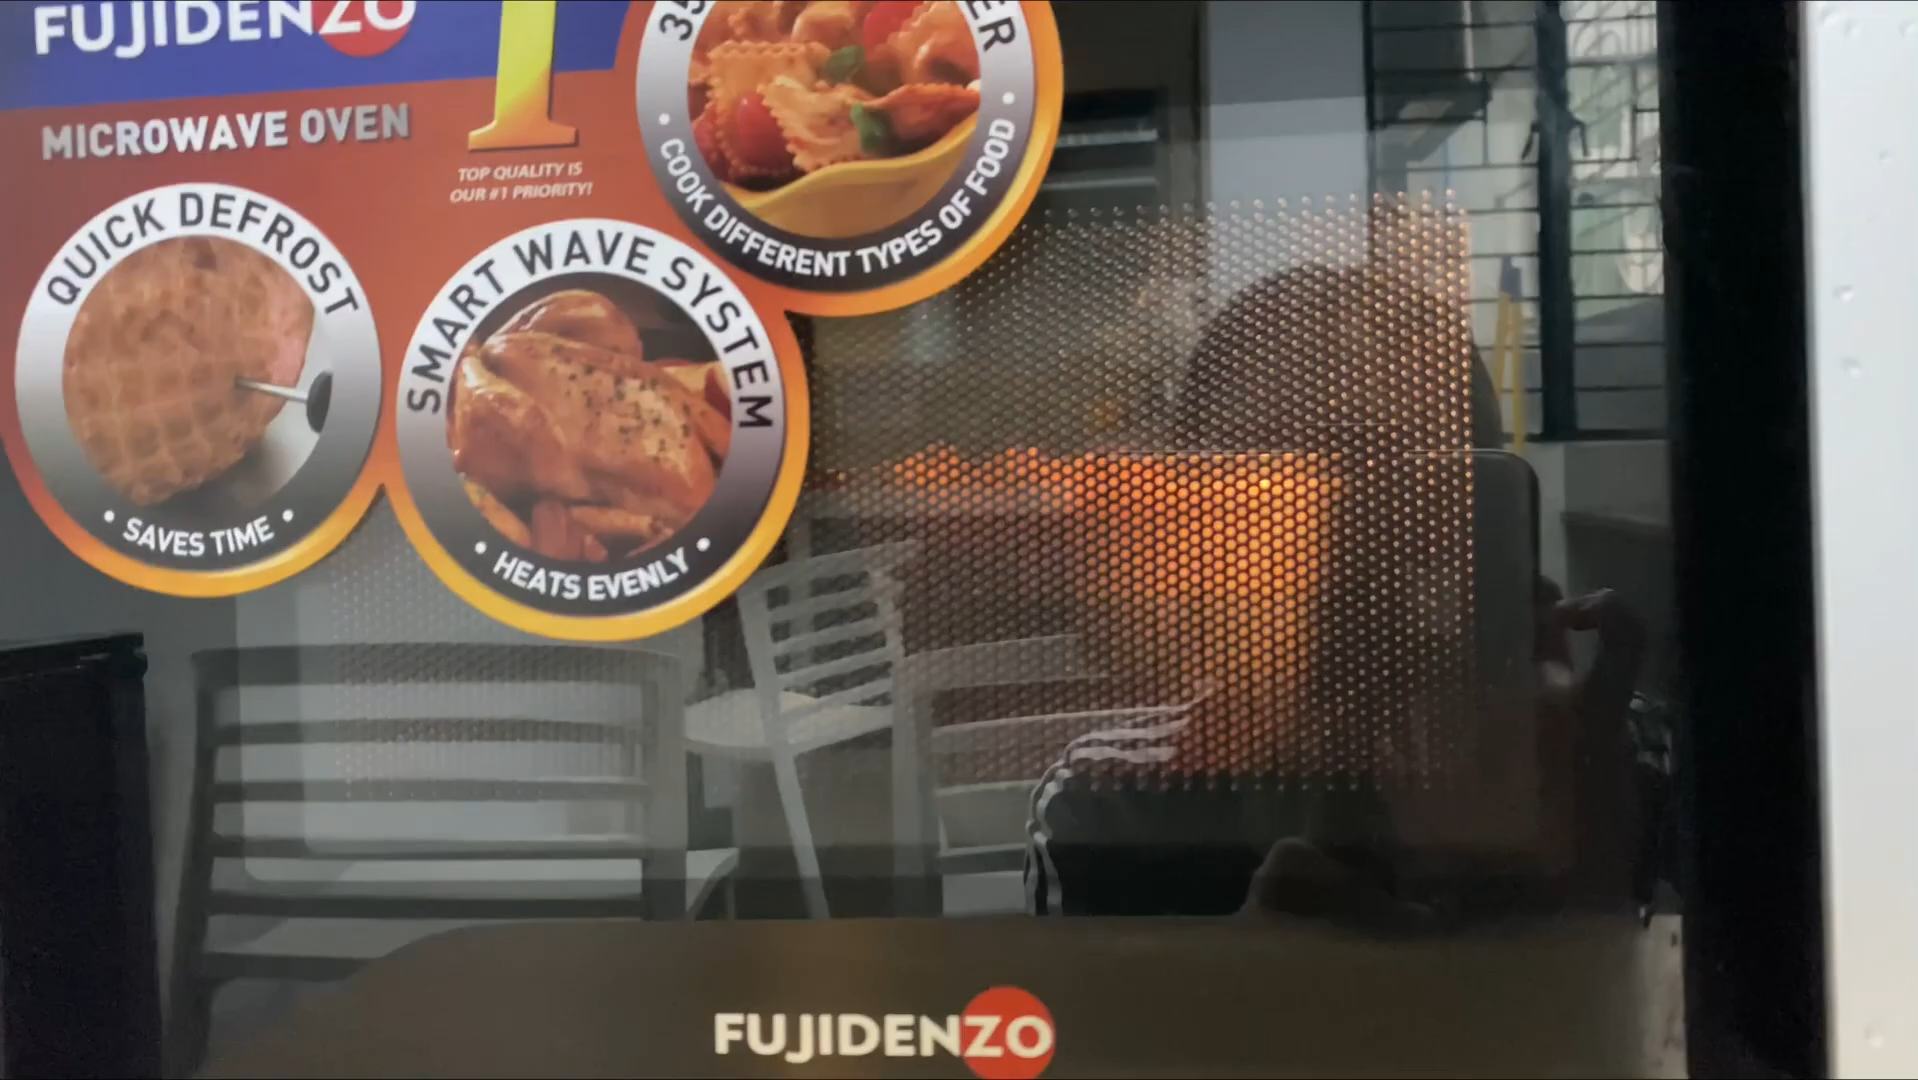 FUJIDENZO
MICROWAVE OVEN
1
TOP QUALITY IS
OUR #1 PRIORITY!
COOK DIFFERENT TYPES OF FOOD
QUICK DEFROST
SAVES TIME
SMART WAVE SYSTEM
HEATS EVENLY
FUJIDENZO